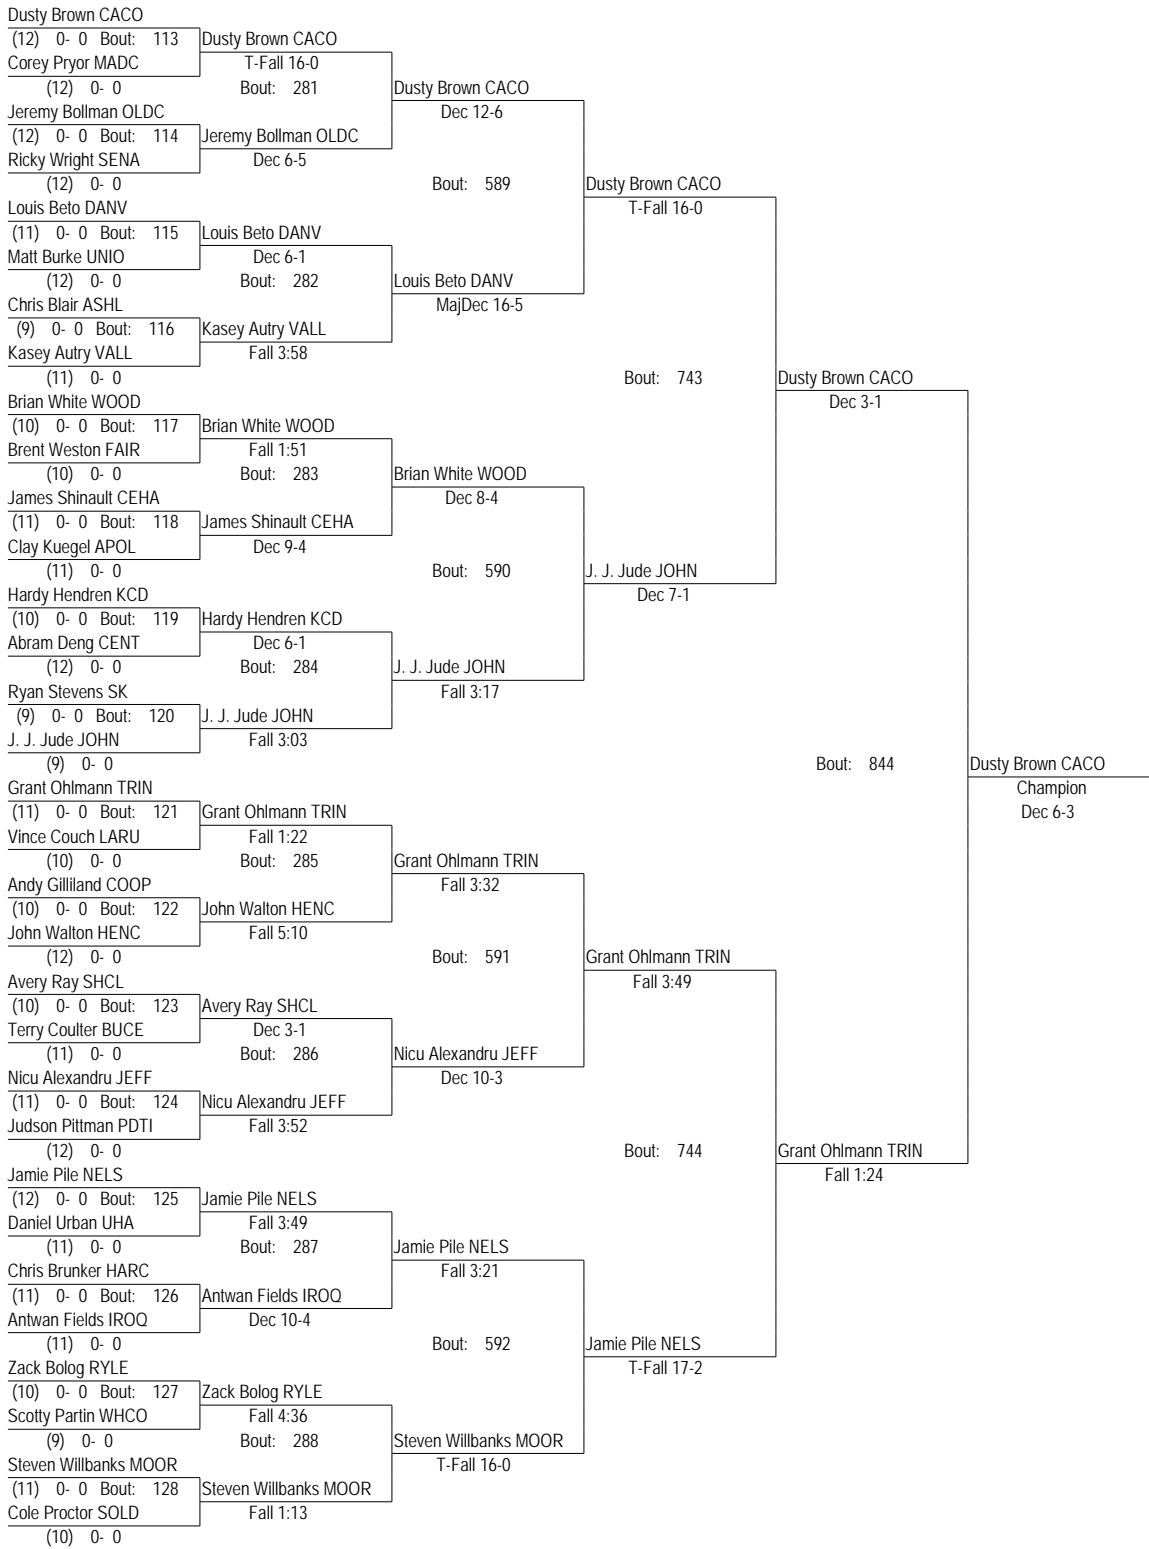 Dusty Brown CACO
(12) 0- 0 Bout: 113 Dusty Brown CACO
Corey Pryor MADC T-Fall 16-0
(12) 0- 0 Bout: 281 Dusty Brown CACO
Jeremy Bollman OLDC Dec 12-6
(12) 0- 0 Bout: 114 Jeremy Bollman OLDC
Ricky Wright SENA Dec 6-5
(12) 0- 0 Bout: 589 Dusty Brown CACO
Louis Beto DANV T-Fall 16-0
(11) 0- 0 Bout: 115 Louis Beto DANV
Matt Burke UNIO Dec 6-1
(12) 0- 0 Bout: 282 Louis Beto DANV
Chris Blair ASHL MajDec 16-5
(9) 0- 0 Bout: 116 Kasey Autry VALL
Kasey Autry VALL Fall 3:58
(11) 0- 0 Bout: 743 Dusty Brown CACO
Brian White WOOD Dec 3-1
(10) 0- 0 Bout: 117 Brian White WOOD
Brent Weston FAIR Fall 1:51
(10) 0- 0 Bout: 283 Brian White WOOD
James Shinault CEHA Dec 8-4
(11) 0- 0 Bout: 118 James Shinault CEHA
Clay Kuegel APOL Dec 9-4
(11) 0- 0 Bout: 590 J. J. Jude JOHN
Hardy Hendren KCD Dec 7-1
(10) 0- 0 Bout: 119 Hardy Hendren KCD
Abram Deng CENT Dec 6-1
(12) 0- 0 Bout: 284 J. J. Jude JOHN
Ryan Stevens SK Fall 3:17
(9) 0- 0 Bout: 120 J. J. Jude JOHN
J. J. Jude JOHN Fall 3:03
(9) 0- 0 Bout: 844 Dusty Brown CACO
Grant Ohlmann TRIN Champion
(11) 0- 0 Bout: 121 Grant Ohlmann TRIN Dec 6-3
Vince Couch LARU Fall 1:22
(10) 0- 0 Bout: 285 Grant Ohlmann TRIN
Andy Gilliland COOP Fall 3:32
(10) 0- 0 Bout: 122 John Walton HENC
John Walton HENC Fall 5:10
(12) 0- 0 Bout: 591 Grant Ohlmann TRIN
Avery Ray SHCL Fall 3:49
(10) 0- 0 Bout: 123 Avery Ray SHCL
Terry Coulter BUCE Dec 3-1
(11) 0- 0 Bout: 286 Nicu Alexandru JEFF
Nicu Alexandru JEFF Dec 10-3
(11) 0- 0 Bout: 124 Nicu Alexandru JEFF
Judson Pittman PDTI Fall 3:52
(12) 0- 0 Bout: 744 Grant Ohlmann TRIN
Jamie Pile NELS Fall 1:24
(12) 0- 0 Bout: 125 Jamie Pile NELS
Daniel Urban UHA Fall 3:49
(11) 0- 0 Bout: 287 Jamie Pile NELS
Chris Brunker HARC Fall 3:21
(11) 0- 0 Bout: 126 Antwan Fields IROQ
Antwan Fields IROQ Dec 10-4
(11) 0- 0 Bout: 592 Jamie Pile NELS
Zack Bolog RYLE T-Fall 17-2
(10) 0- 0 Bout: 127 Zack Bolog RYLE
Scotty Partin WHCO Fall 4:36
(9) 0- 0 Bout: 288 Steven Willbanks MOOR
Steven Willbanks MOOR T-Fall 16-0
(11) 0- 0 Bout: 128 Steven Willbanks MOOR
Cole Proctor SOLD Fall 1:13
(10) 0- 0